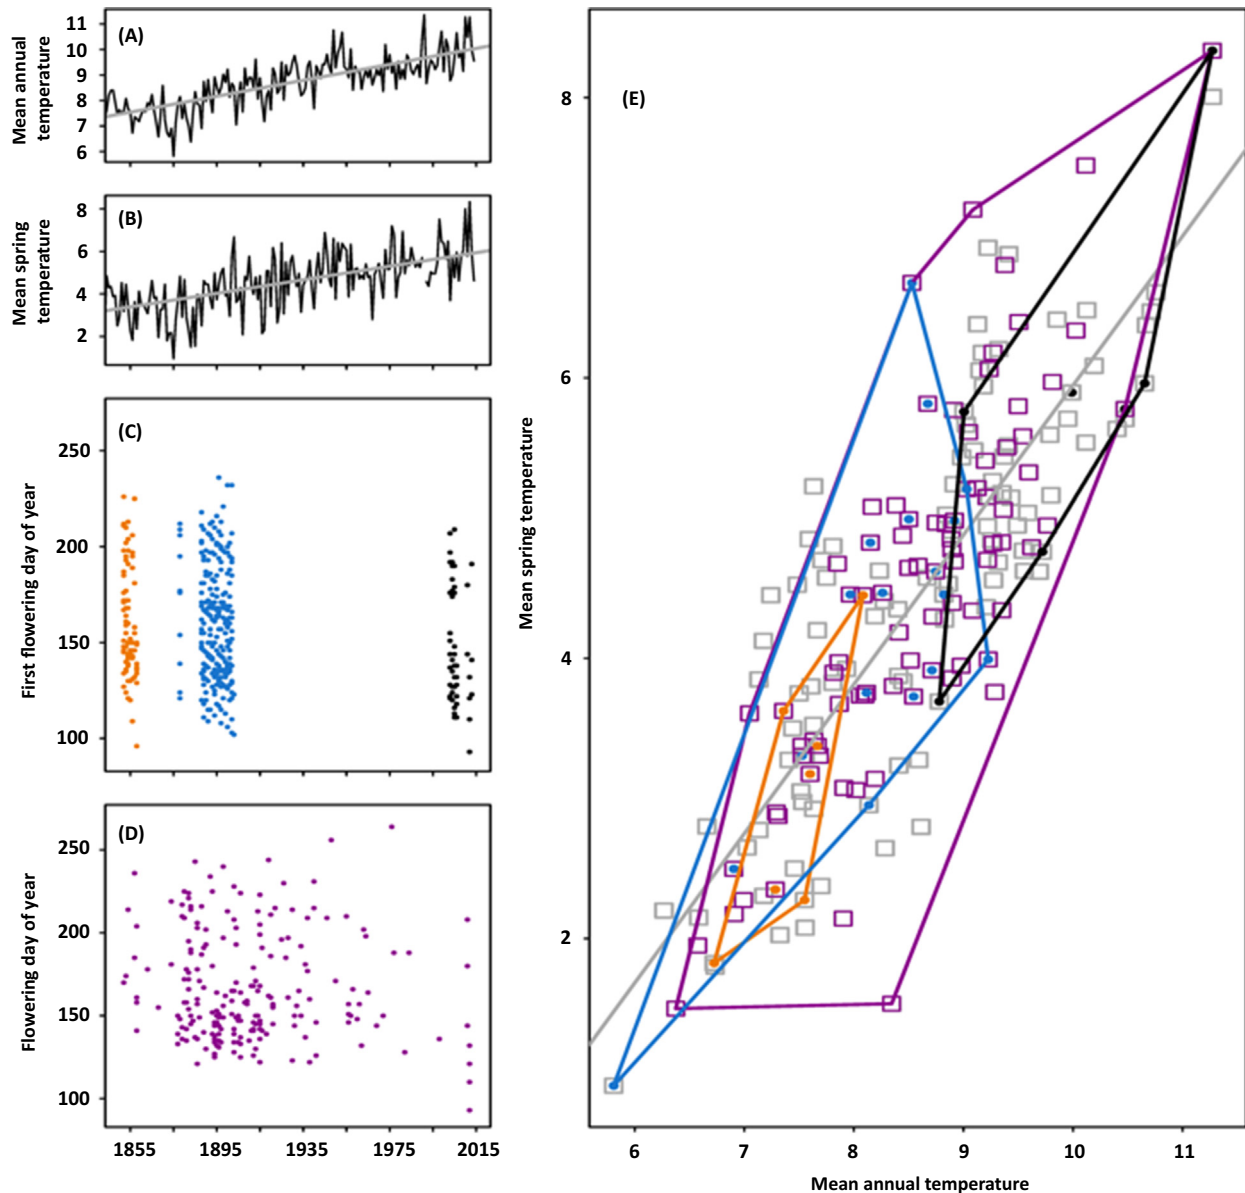 (A)
Mean annual
temperature
11
10
9
8
7
6
(B)
Mean spring
temperature
8
6
4
2
(C)
First flowering day of year
250
200
150
100
(D)
Flowering day of year
250
200
150
100
1855 1895 1935 1975 2015
(E)
Mean spring temperature
8
6
4
2
6 7 8 9 10 11
Mean annual temperature